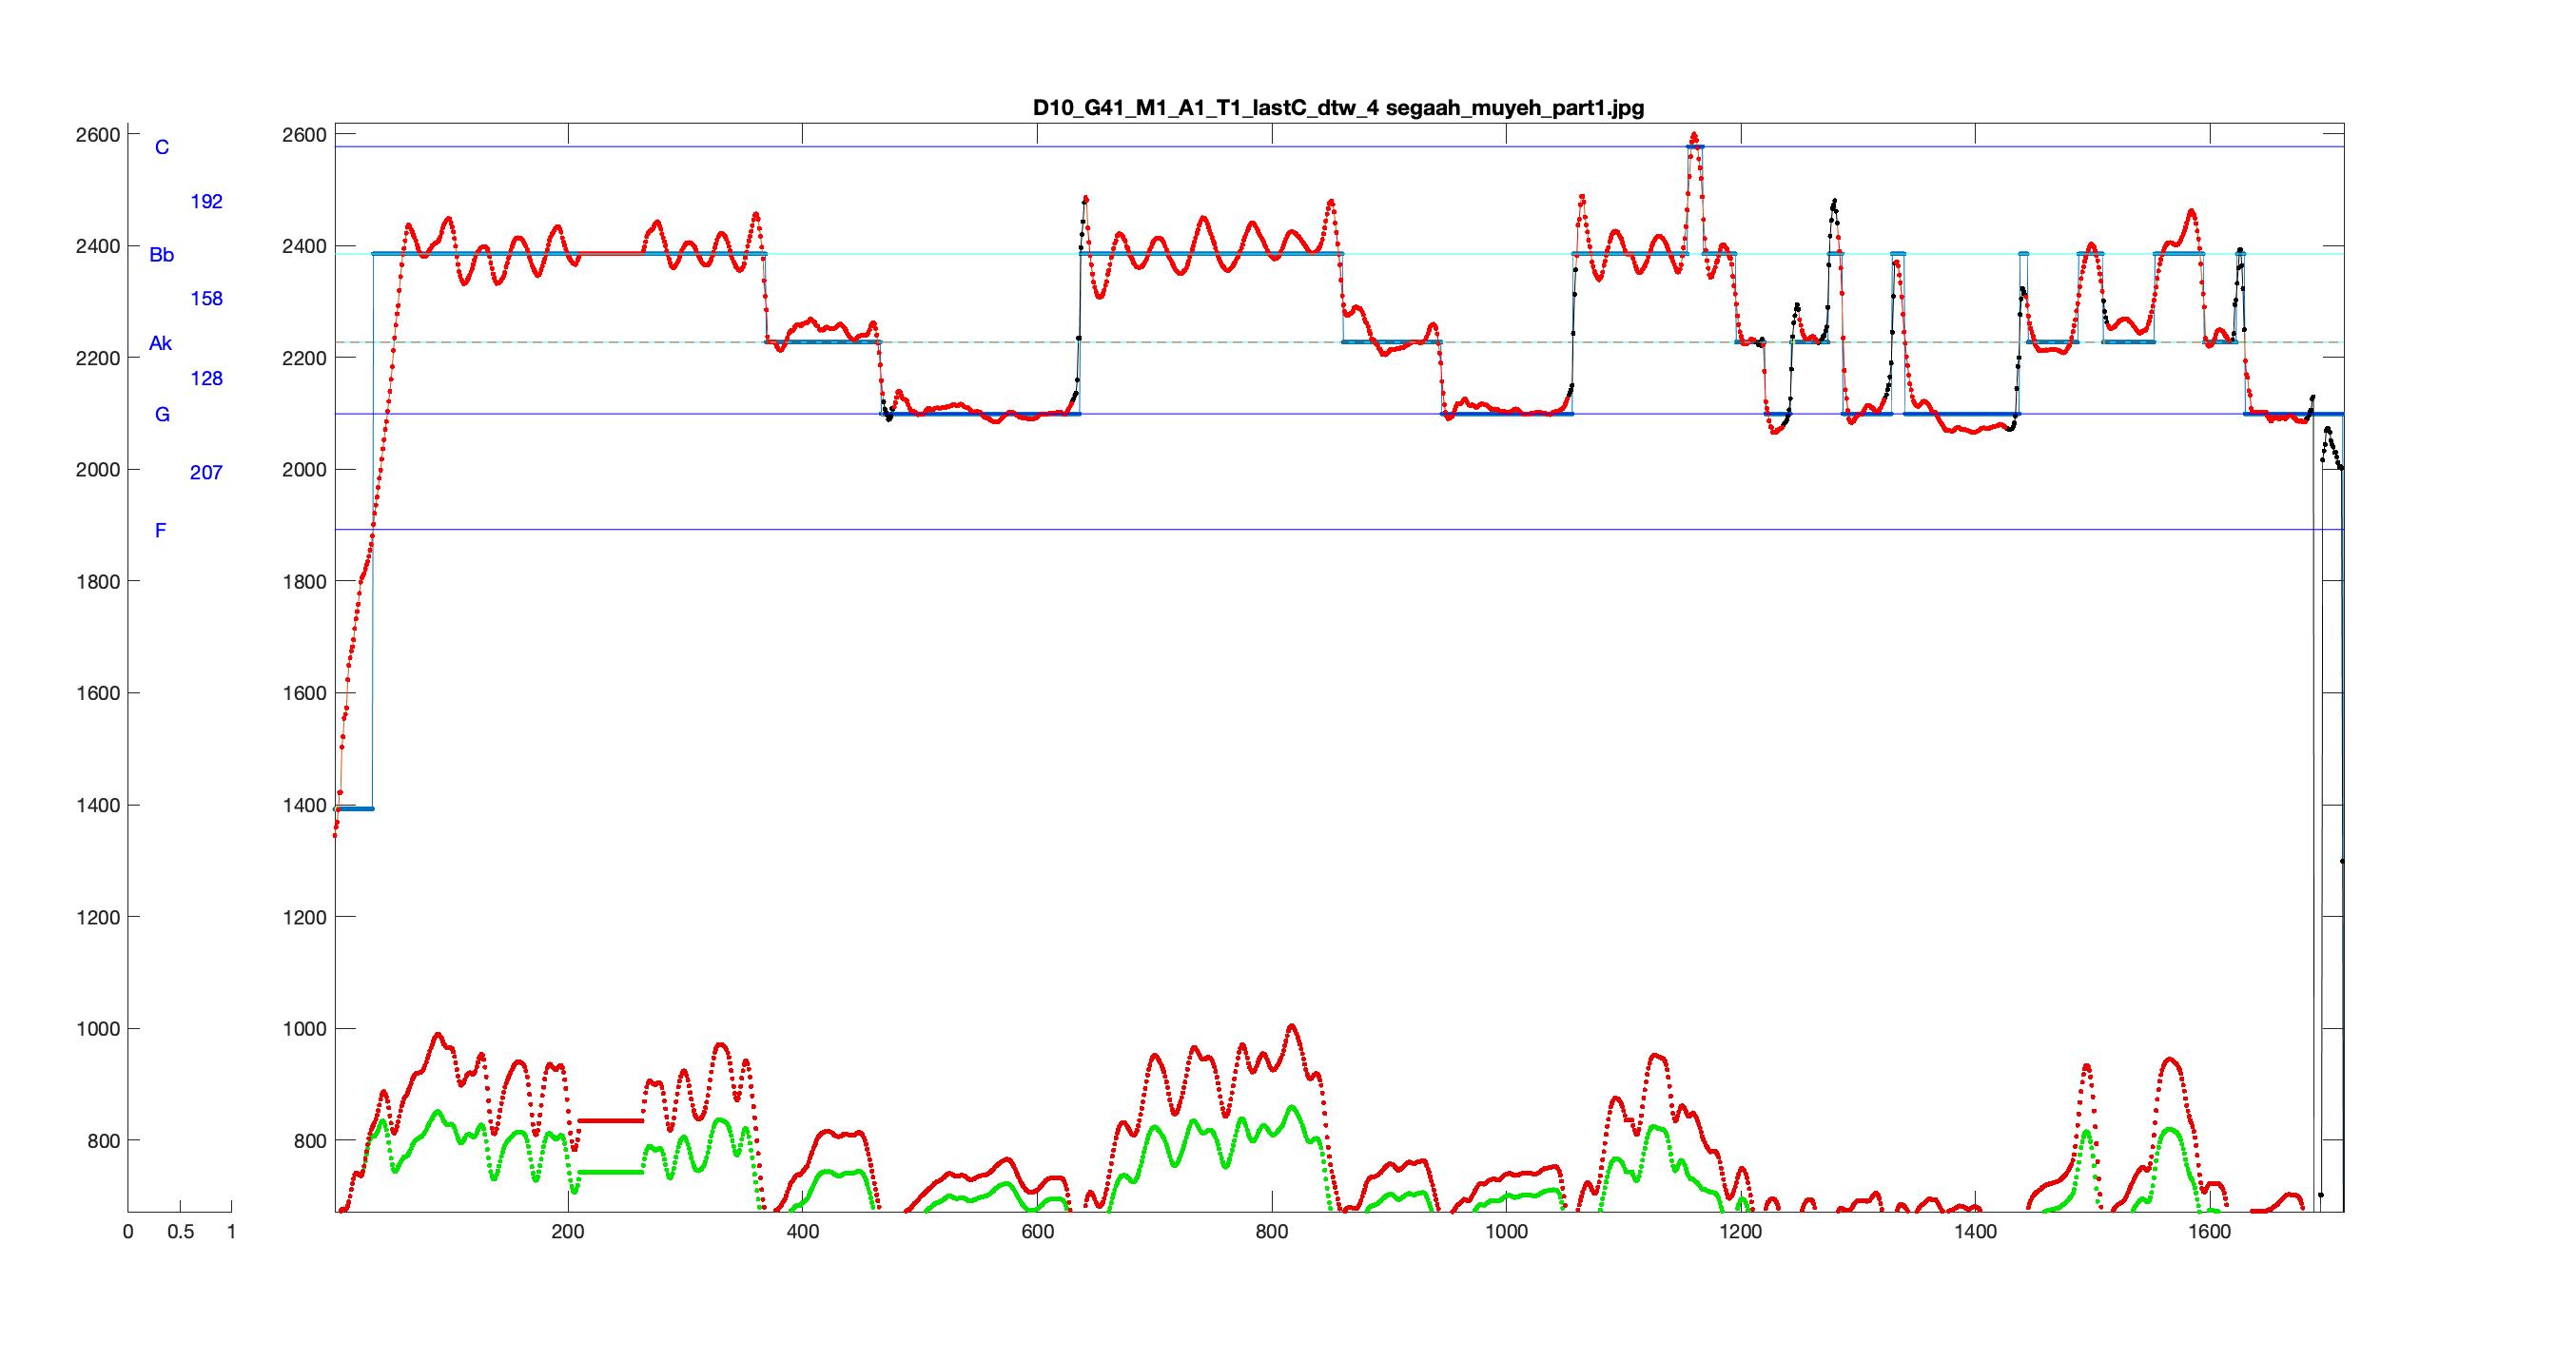 D10_G41_M1_A1_T1_lastC_dtw_4 segaah_muyeh_part1.jpg
2600 2600
C
192
2400 2400
Bb
158
Ak
2200 2200
128
G
2000 207 2000
F
1800 1800
1600 1600
1400 1400
1200 1200
1000 1000
800 800
0 0.5 1 200 400 600 800 1000 1200 1400 1600